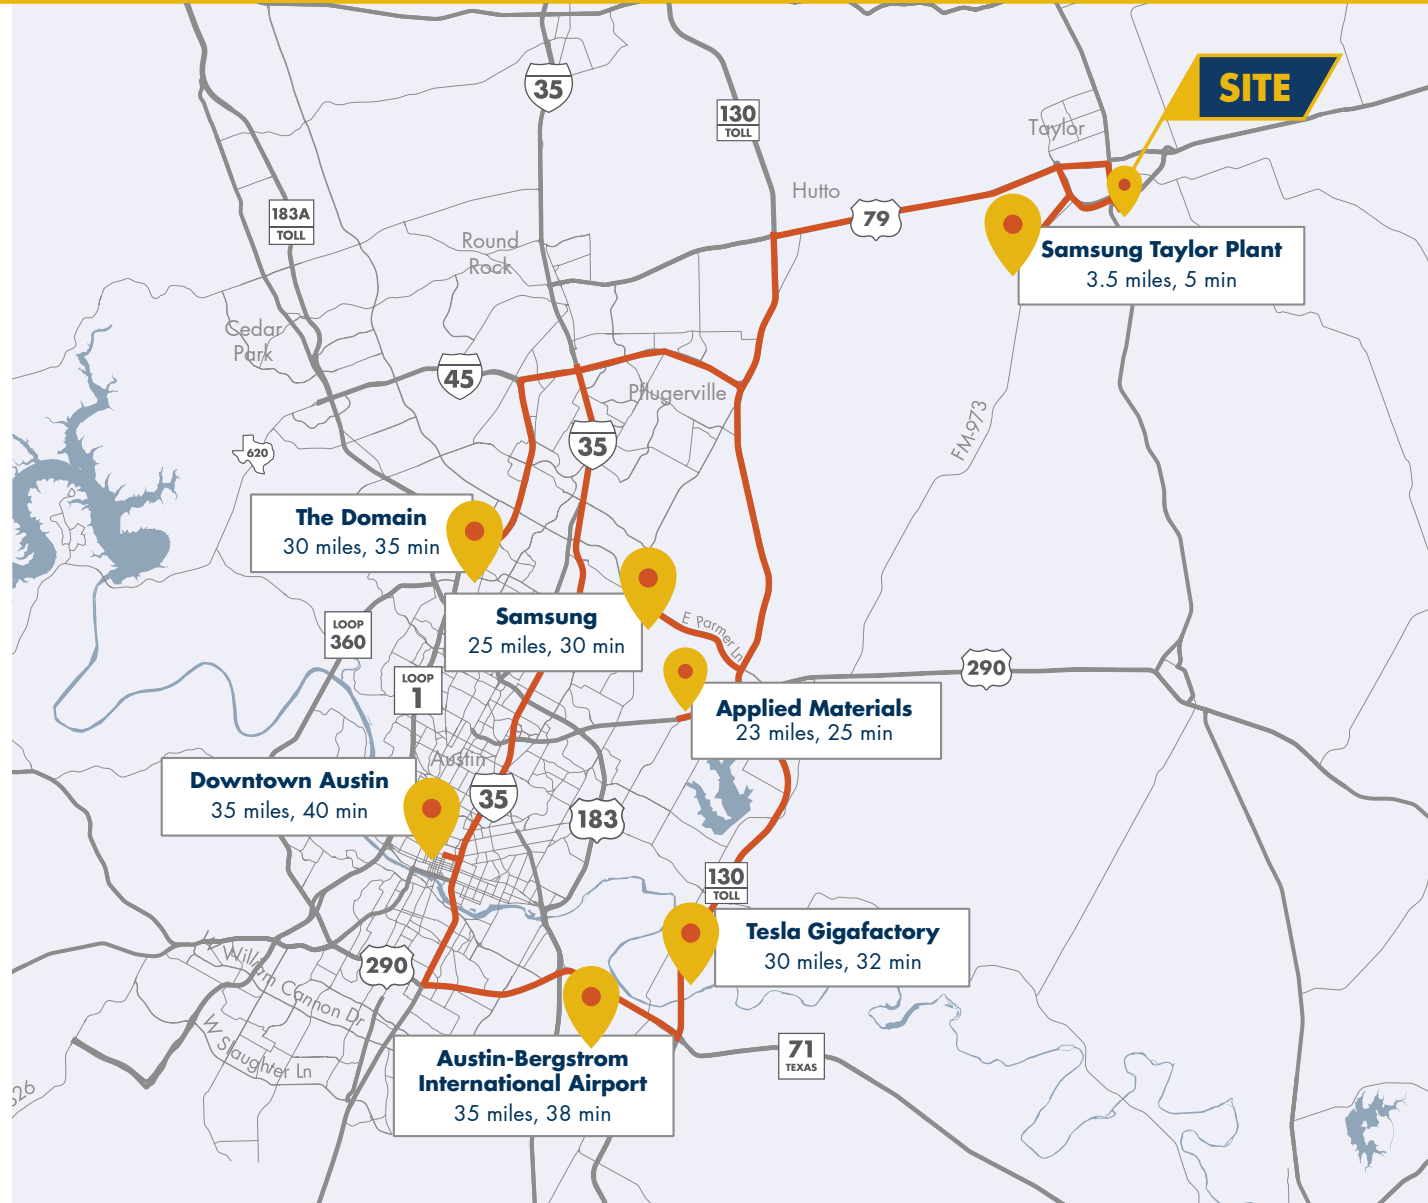 35
130
TOLL
SITE
Taylor
Hutto
183A
TOLL
79
Round
Rock
Samsung Taylor Plant
3.5 miles, 5 min
Cedar
Park
45
Pflugerville
FM-973
35
620
The Domain
30 miles, 35 min
Samsung
25 miles, 30 min
E Parmer Ln
LOOP
360
290
LOOP
1
Applied Materials
23 miles, 25 min
Austin
Downtown Austin
35 miles, 40 min
35
183
130
TOLL
Tesla Gigafactory
30 miles, 32 min
W William Cannon Dr
290
W Slaughter Ln
71
TEXAS
Austin-Bergstrom
International Airport
35 miles, 38 min